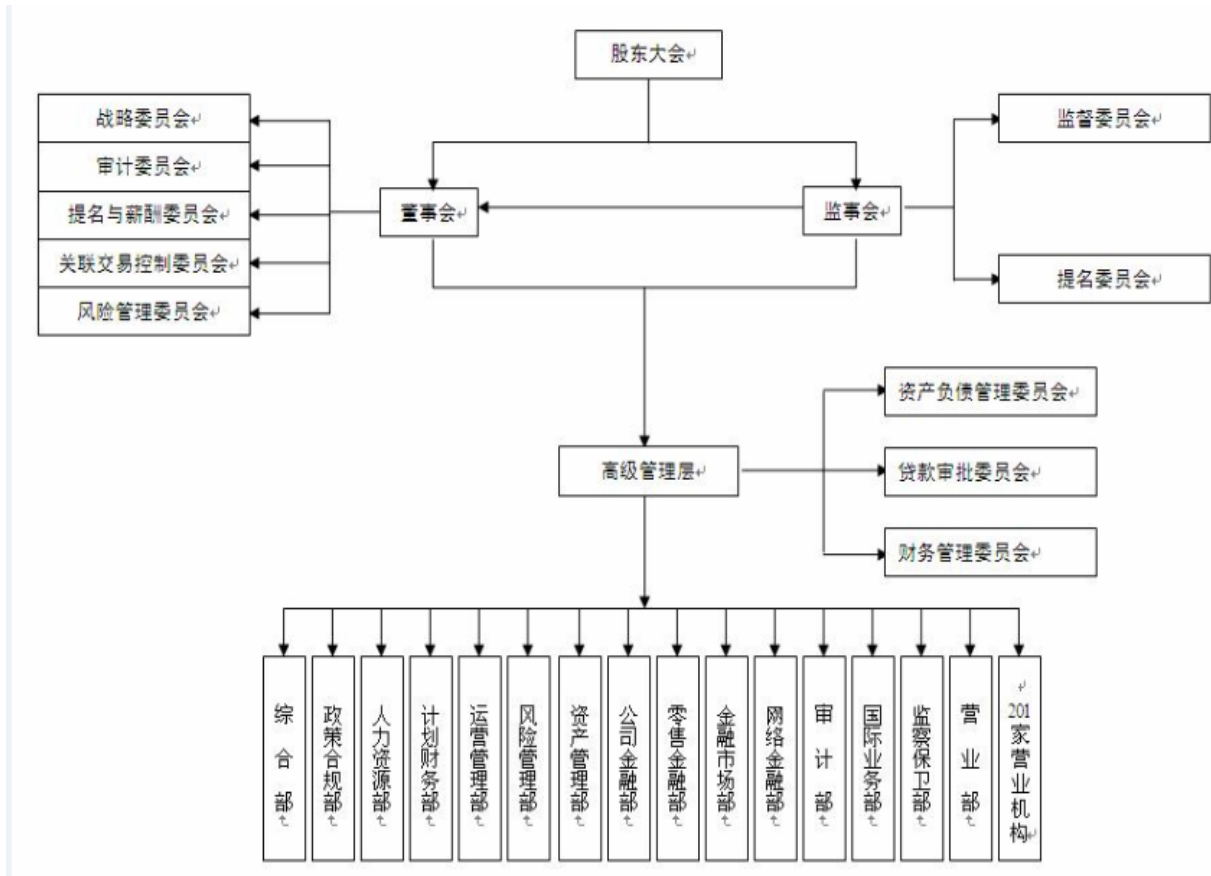 股东大会
战略委员会
审计委员会
提名与薪酬委员会
关联交易控制委员会
风险管理委员会
董事会
监事会
监督委员会
提名委员会
资产负债管理委员会
高级管理层
贷款审批委员会
财务管理委员会
综合部
政策合规部
人力资源部
计划财务部
运营管理部
风险管理部
资产管理部
公司金融部
零售金融部
金融市场部
网络金融部
审计部
国际业务部
监察保卫部
营业部
201家营业机构